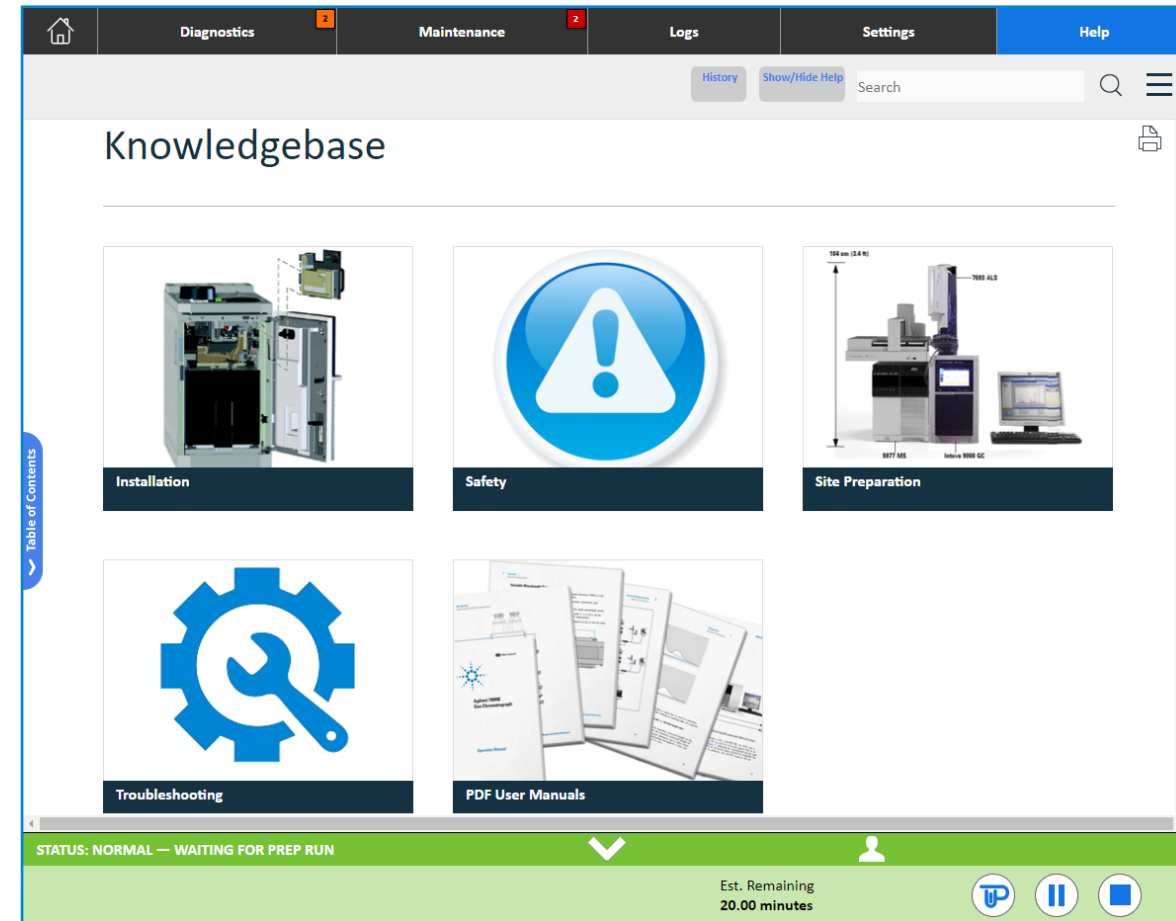 Diagnostics
2
Maintenance
2
Logs
Settings
Help
History
Show/Hide Help
Search
Knowledgebase
Table of Contents
104 cm (3.4 ft)
7693 ALS
5977 MS
Intuvo 9000 GC
Installation
Safety
Site Preparation
Agilent 7890B
Gas Chromatograph
Operation Manual
Troubleshooting
PDF User Manuals
STATUS: NORMAL — WAITING FOR PREP RUN
Est. Remaining
20.00 minutes